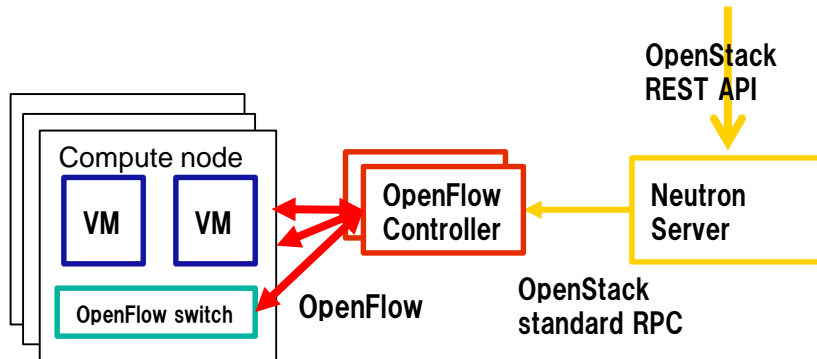 OpenStack
REST API
Compute node
VM
VM
OpenFlow
Controller
Neutron
Server
OpenFlow switch
OpenFlow
OpenStack
standard RPC